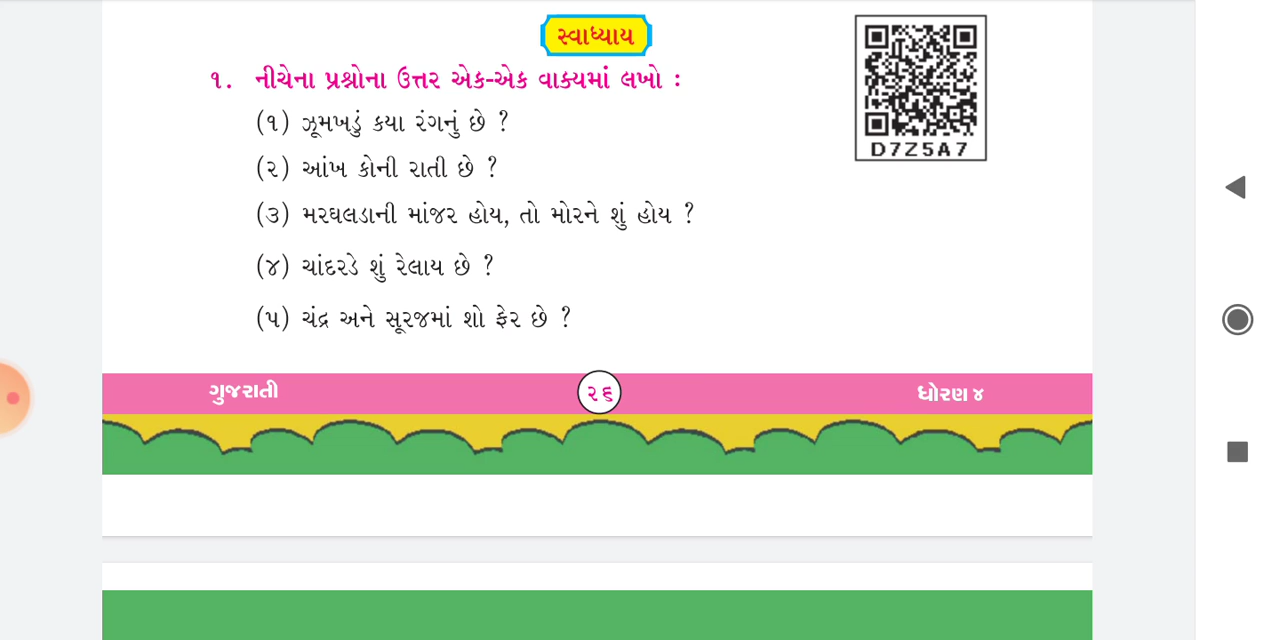 સ્વાધ્યાય
૧. નીચેના પ્રશ્નોના ઉત્તર એક-એક વાક્યમાં લખો :
(૧) ઝૂમખડું કયા રંગનું છે ?
(૨) આંખ કોની રાતી છે ?
(૩) મરઘલડાની માંજર હોય, તો મોરને શું હોય ?
(૪) ચાંદરડે શું રેલાય છે ?
(૫) ચંદ્ર અને સૂરજમાં શો ફેર છે ?
D7Z5A7
ગુજરાતી ૨૬ ધોરણ ૪